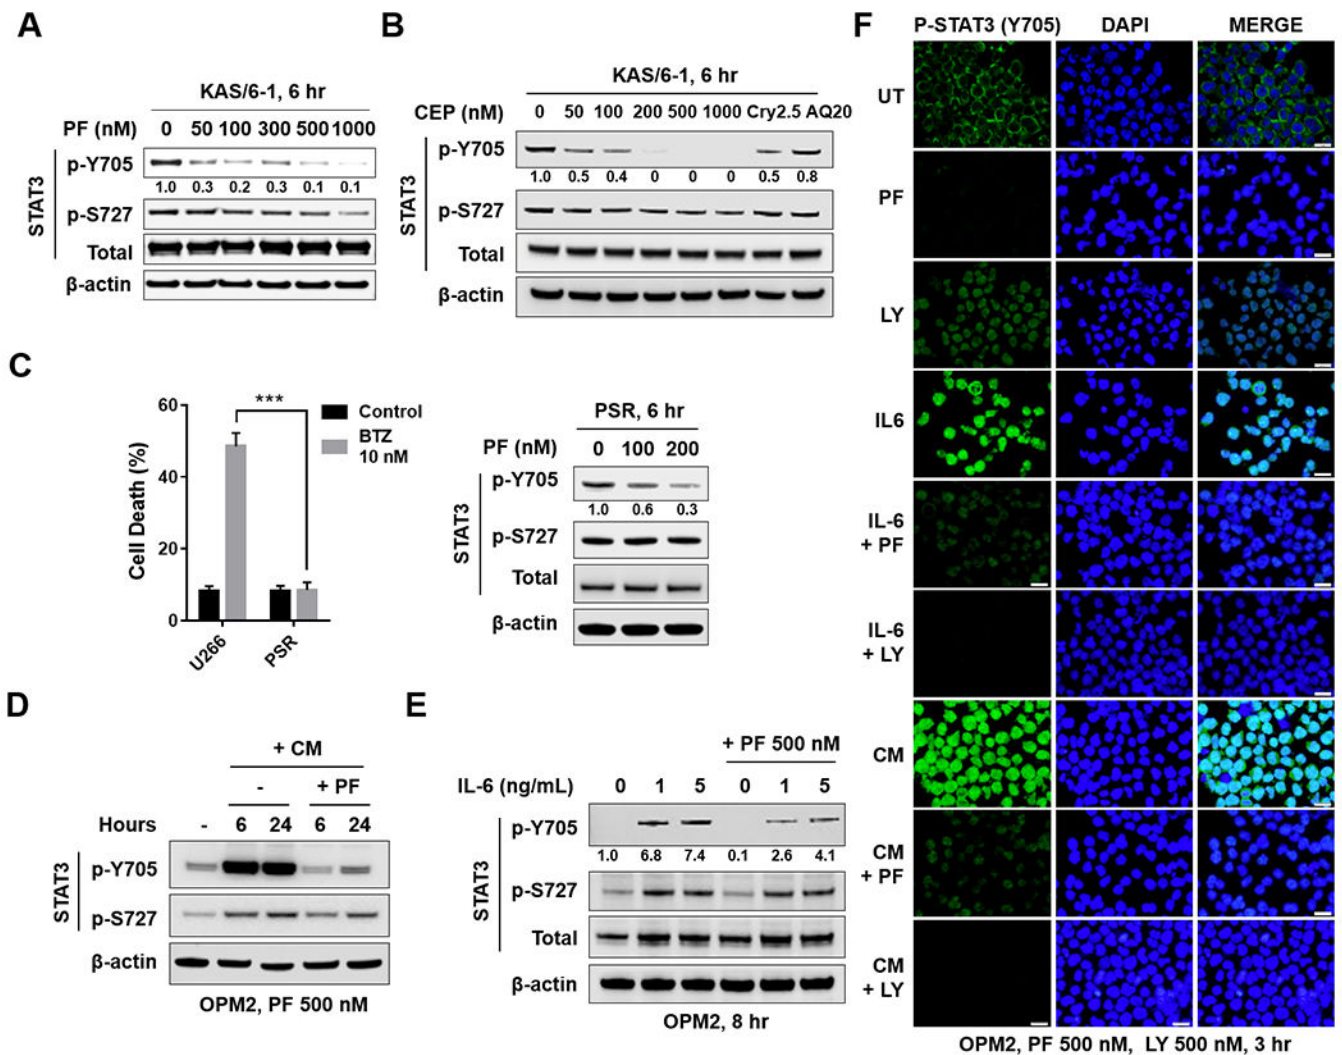 A
KAS/6-1, 6 hr
PF (nM) 0 50 100 300 500 1000
STAT3
p-Y705
1.0 0.3 0.2 0.3 0.1 0.1
p-S727
Total
β-actin
B
KAS/6-1, 6 hr
CEP (nM) 0 50 100 200 500 1000 Cry2.5 AQ20
STAT3
p-Y705
1.0 0.5 0.4 0 0 0 0.5 0.8
p-S727
Total
β-actin
C
Cell Death (%)
60
40
20
0
***
Control
BTZ
10 nM
U266
PSR
PSR, 6 hr
PF (nM) 0 100 200
STAT3
p-Y705
1.0 0.6 0.3
p-S727
Total
β-actin
D
+ CM
- + PF
Hours - 6 24 6 24
STAT3
p-Y705
p-S727
β-actin
OPM2, PF 500 nM
E
+ PF 500 nM
IL-6 (ng/mL) 0 1 5 0 1 5
STAT3
p-Y705
1.0 6.8 7.4 0.1 2.6 4.1
p-S727
Total
β-actin
OPM2, 8 hr
F
P-STAT3 (Y705) DAPI MERGE
UT
PF
LY
IL6
IL-6
+ PF
IL-6
+ LY
CM
CM
+ PF
CM
+ LY
OPM2, PF 500 nM, LY 500 nM, 3 hr